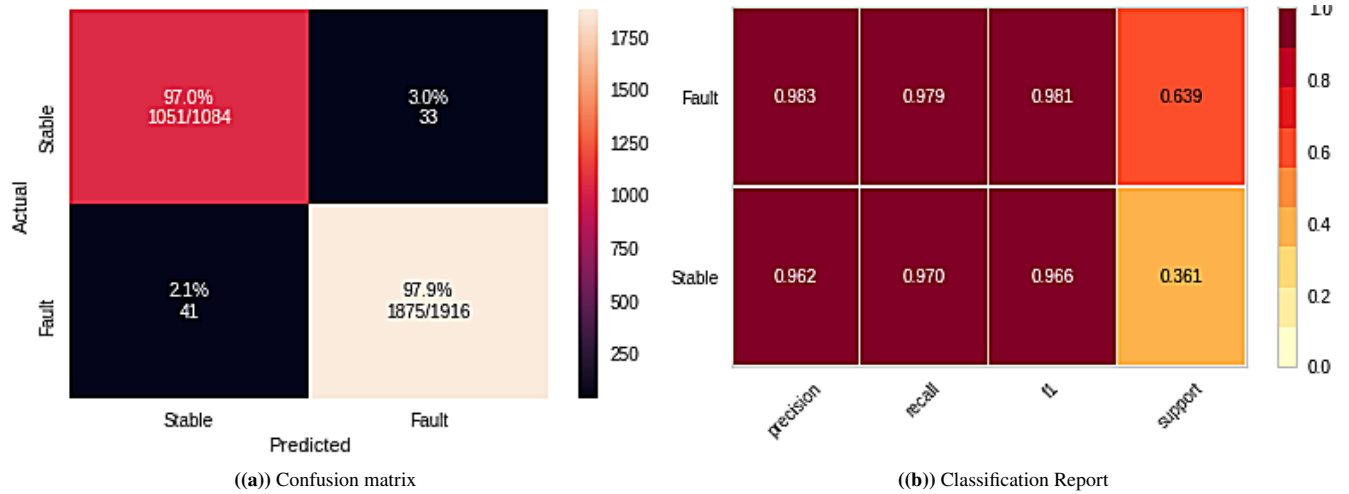 Actual
Stable
Fault
97.0%
1051/1084
3.0%
33
2.1%
41
97.9%
1875/1916
Stable
Fault
Predicted
1750
1500
1250
1000
750
500
250
((a)) Confusion matrix
Fault
0.983
0.979
0.981
0.639
Stable
0.962
0.970
0.966
0.361
precision
recall
f1
support
1.0
0.8
0.6
0.4
0.2
0.0
((b)) Classification Report